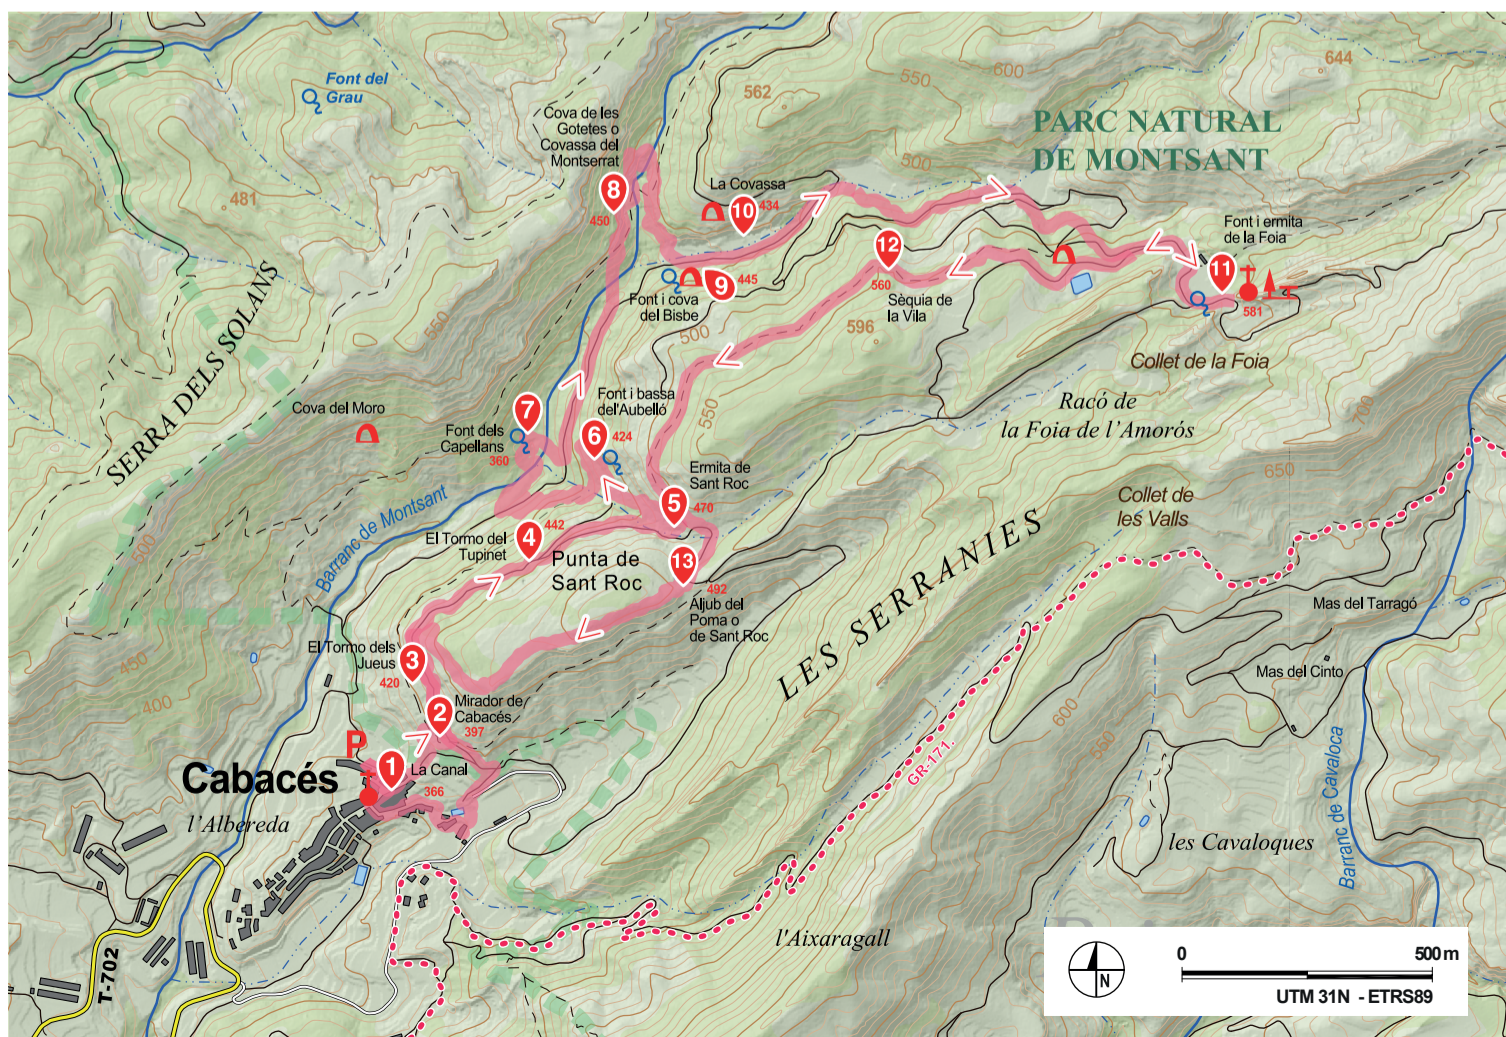 Font del
Grau
562
550
600
644
PARC NATURAL
DE MONTSANT
Cova de les
Gotetes o
Covassa del
Montserrat
500
8
450
481
La Covassa
10
434
Font i ermita
de la Foia
11
581
12
560
Sèquia de
la Vila
9
445
Font i cova
del Bisbe
500
596
550
SERRA DELS SOLANS
550
Collet de la Foia
Racó de
la Foia de l'Amorós
700
650
Cova del Moro
7
Font dels
Capellans
360
Font i bassa
del'Aubelló
6
424
Ermita de
Sant Roc
5
470
Collet de
les Valls
500
Barranc de Montsant
442
4
El Tormo del
Tupinet
Punta de
Sant Roc
13
492
Aljub del
Poma o
de Sant Roc
LES SERRANIES
Mas del Tarragó
Mas del Cinto
El Tormo dels
Jueus
3
420
450
400
2
Mirador de
Cabacés
397
600
550
GR-171.
Barranc de Cavaloca
P
1
La Canal
366
Cabacés
l'Albereda
les Cavaloques
l'Aixaragall
T-702
N
0
500 m
UTM 31N - ETRS89